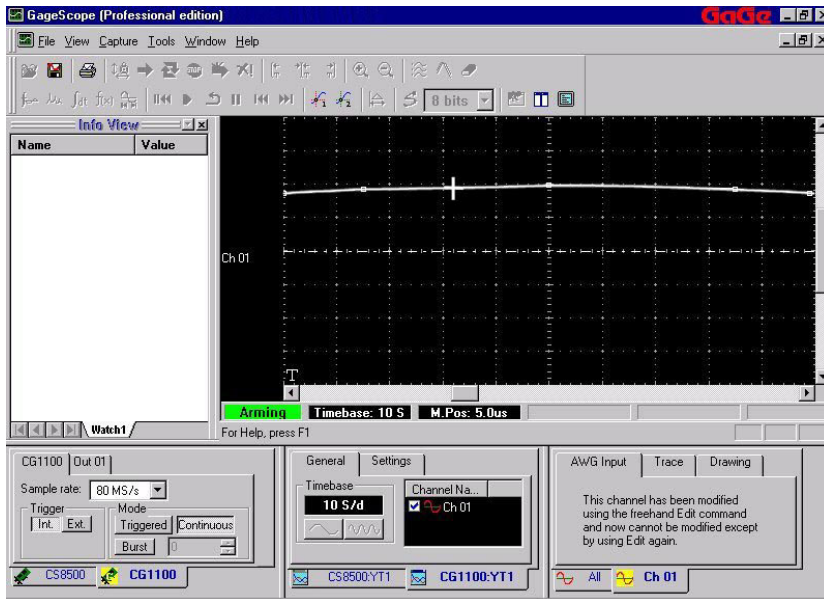 GageScope (Professional edition)
GaGe
File View Capture Tools Window Help
8 bits
Info View
Name Value
Ch 01
T
Watch1
Arming Timebase: 10 S M.Pos: 5.0us
For Help, press F1
CG1100 Out 01
Sample rate: 80 MS/s
Trigger
Int. Ext.
Mode
Triggered Continuous
Burst 0
CS8500 CG1100
General Settings
Timebase
10 S/d
Channel Na...
Ch 01
CS8500:YT1 CG1100:YT1
AWG Input Trace Drawing
This channel has been modified
using the freehand Edit command
and now cannot be modified except
by using Edit again.
All Ch 01